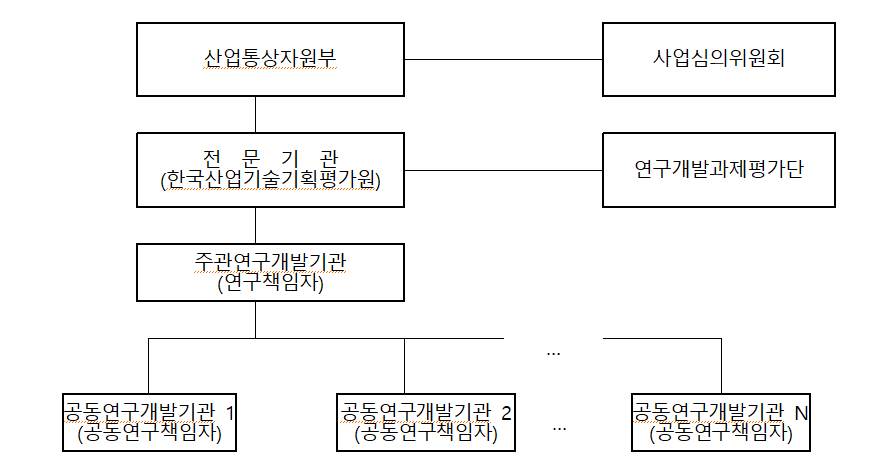 산업통상자원부
사업심의위원회
전 문 기 관
(한국산업기술기획평가원)
연구개발과제평가단
주관연구개발기관
(연구책임자)
...
공동연구개발기관 1
(공동연구책임자)
공동연구개발기관 2
(공동연구책임자)
...
공동연구개발기관 N
(공동연구책임자)